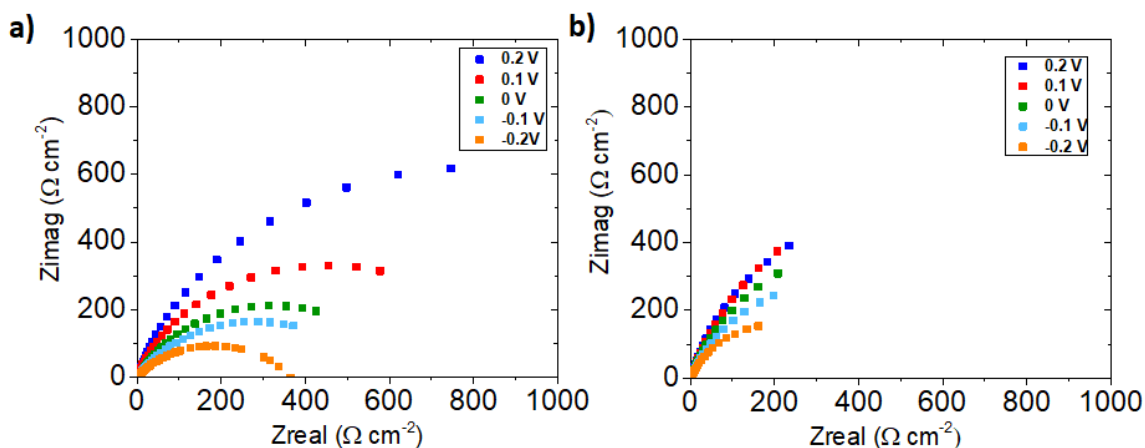 a)
1000
800
600
400
200
0
Zimag (Ω cm-2)
0 200 400 600 800 1000
Zreal (Ω cm-2)
0.2 V
0.1 V
0 V
-0.1 V
-0.2V
b)
1000
800
600
400
200
0
Zimag (Ω cm-2)
0 200 400 600 800 1000
Zreal (Ω cm-2)
0.2 V
0.1 V
0 V
-0.1 V
-0.2 V